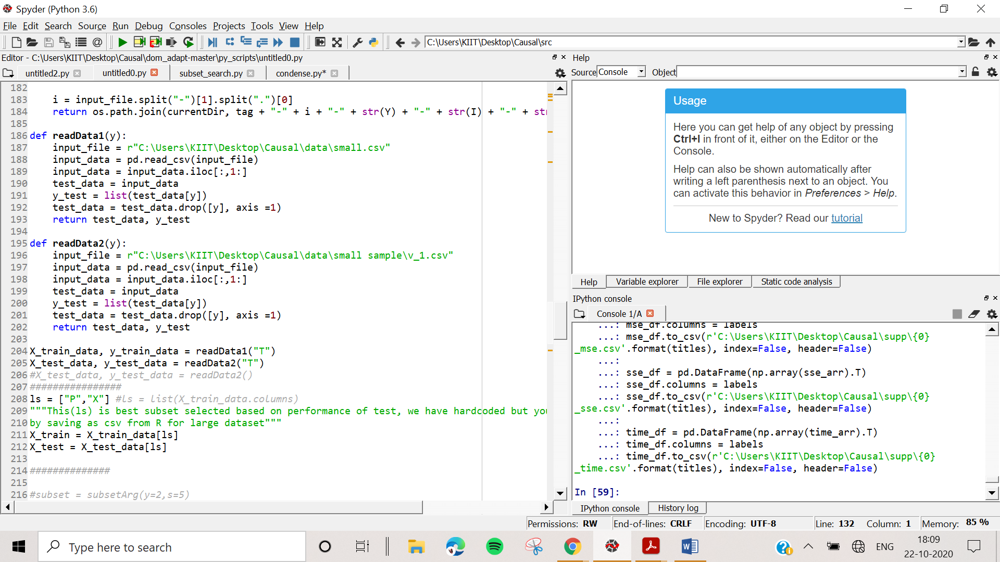 Spyder (Python 3.6)
File Edit Search Source Run Debug Consoles Projects Tools View Help
C:\Users\KIIT\Desktop\Causal\src
Editor - C:\Users\KIIT\Desktop\Causal\dom_adapt-master\py_scripts\untitled0.py
untitled2.py untitled0.py subset_search.py condense.py*
182
183 i = input_file.split("-")[1].split(".")[0]
184 return os.path.join(currentDir, tag + "-" + i + "-" + str(Y) + "-" + str(I) + "-" + str
185
186 def readData1(y):
187 input_file = r"C:\Users\KIIT\Desktop\Causal\data\small.csv"
188 input_data = pd.read_csv(input_file)
189 input_data = input_data.iloc[:,1:]
190 test_data = input_data
191 y_test = list(test_data[y])
192 test_data = test_data.drop([y], axis =1)
193 return test_data, y_test
194
195 def readData2(y):
196 input_file = r"C:\Users\KIIT\Desktop\Causal\data\small sample\v_1.csv"
197 input_data = pd.read_csv(input_file)
198 input_data = input_data.iloc[:,1:]
199 test_data = input_data
200 y_test = list(test_data[y])
201 test_data = test_data.drop([y], axis =1)
202 return test_data, y_test
203
204 X_train_data, y_train_data = readData1("T")
205 X_test_data, y_test_data = readData2("T")
206 #X_test_data, y_test_data = readData2()
207 ################
208 ls = ["P","X"] #ls = list(X_train_data.columns)
209 """This(ls) is best subset selected based on performance of test, we have hardcoded but you
210 by saving as csv from R for large dataset"""
211 X_train = X_train_data[ls]
212 X_test = X_test_data[ls]
213
214 ##############
215
216 #subset = subsetArg(y=2,s=5)
Help
Source Console Object
Usage
Here you can get help of any object by pressing
Ctrl+I in front of it, either on the Editor or the
Console.
Help can also be shown automatically after
writing a left parenthesis next to an object. You
can activate this behavior in Preferences > Help.
New to Spyder? Read our tutorial
Help Variable explorer File explorer Static code analysis
IPython console
Console 1/A
...: mse_df.columns = labels
...: mse_df.to_csv(r'C:\Users\KIIT\Desktop\Causal\supp\{0}
_mse.csv'.format(titles), index=False, header=False)
...:
...: sse_df = pd.DataFrame(np.array(sse_arr).T)
...: sse_df.columns = labels
...: sse_df.to_csv(r'C:\Users\KIIT\Desktop\Causal\supp\{0}
_sse.csv'.format(titles), index=False, header=False)
...:
...: time_df = pd.DataFrame(np.array(time_arr).T)
...: time_df.columns = labels
...: time_df.to_csv(r'C:\Users\KIIT\Desktop\Causal\supp\{0}
_time.csv'.format(titles), index=False, header=False)
In [59]:
IPython console History log
Permissions: RW End-of-lines: CRLF Encoding: UTF-8 Line: 132 Column: 1 Memory: 85 %
Type here to search
ENG
18:09
22-10-2020